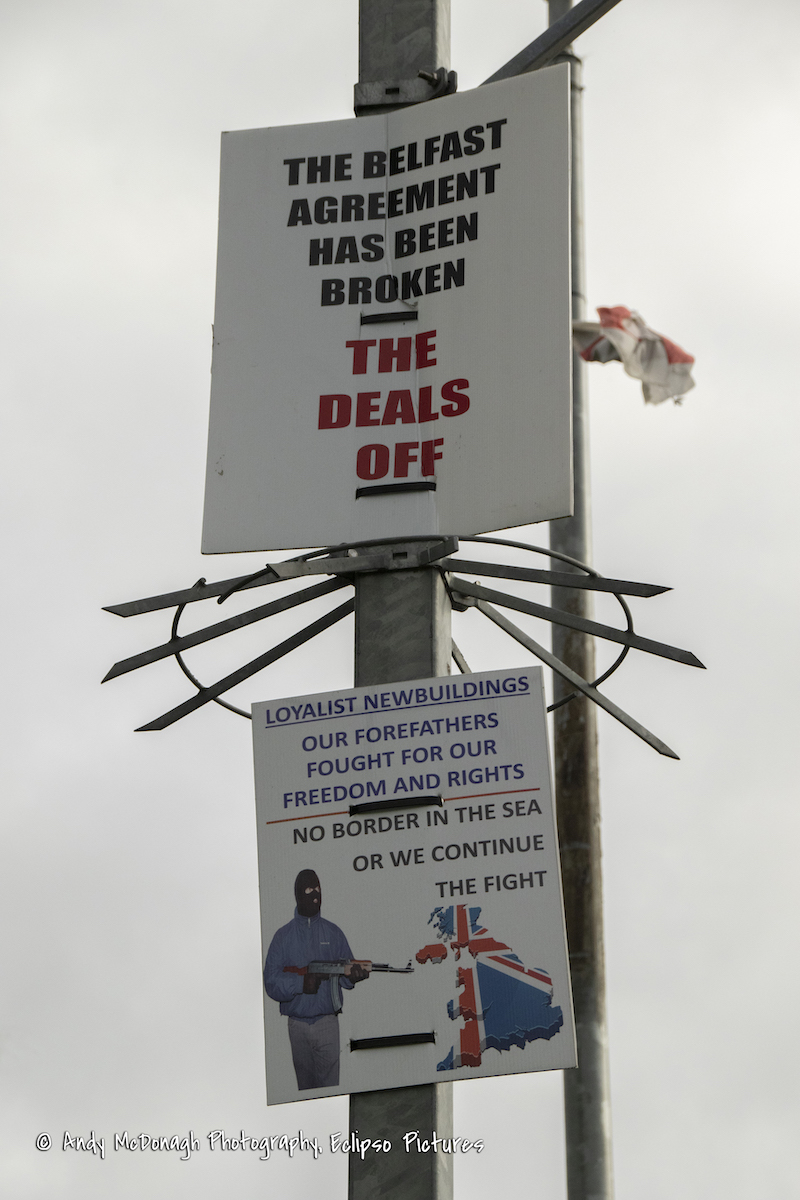 THE BELFAST
AGREEMENT
HAS BEEN
BROKEN
THE
DEALS
OFF
LOYALIST NEWBUILDINGS
OUR FOREFATHERS
FOUGHT FOR OUR
FREEDOM AND RIGHTS
NO BORDER IN THE SEA
OR WE CONTINUE
THE FIGHT
© Andy McDonagh Photography, Eclipso Pictures